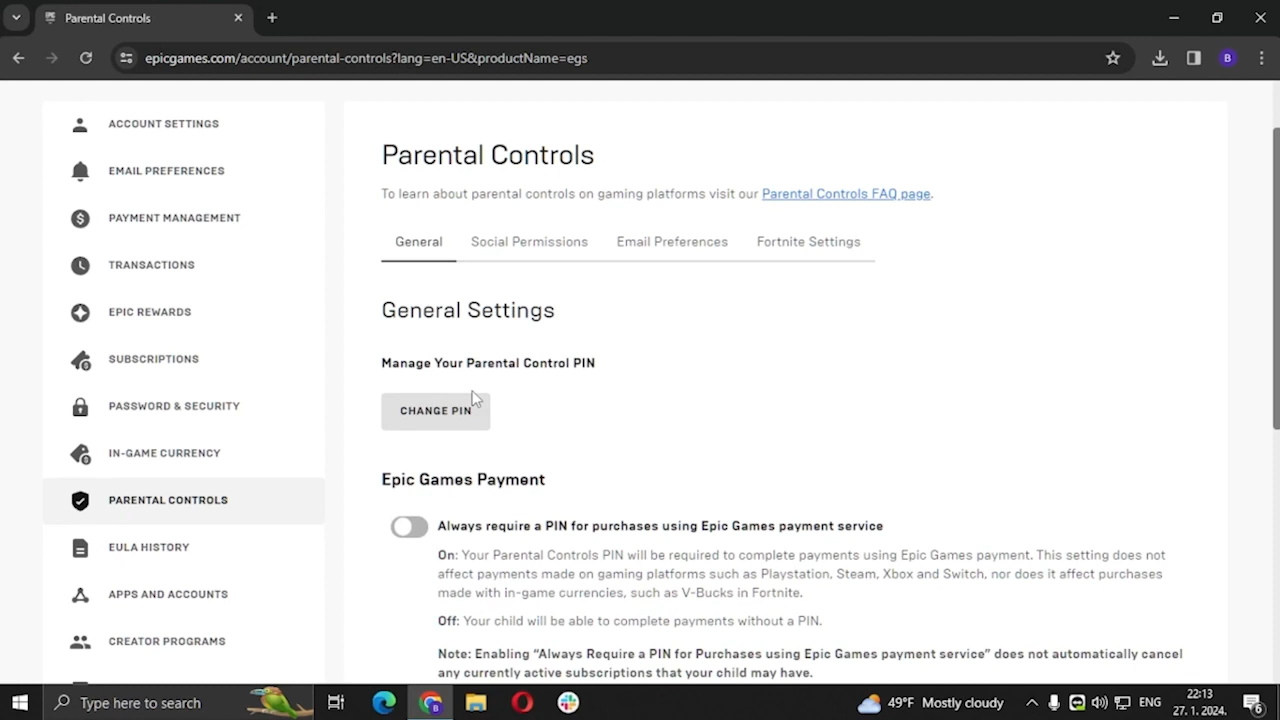 Parental Controls
epicgames.com/account/parental-controls?lang=en-US&productName=egs
B
ACCOUNT SETTINGS
EMAIL PREFERENCES
PAYMENT MANAGEMENT
TRANSACTIONS
EPIC REWARDS
SUBSCRIPTIONS
PASSWORD & SECURITY
IN-GAME CURRENCY
PARENTAL CONTROLS
EULA HISTORY
APPS AND ACCOUNTS
CREATOR PROGRAMS
Parental Controls
To learn about parental controls on gaming platforms visit our Parental Controls FAQ page.
General Social Permissions Email Preferences Fortnite Settings
General Settings
Manage Your Parental Control PIN
CHANGE PIN
Epic Games Payment
Always require a PIN for purchases using Epic Games payment service
On: Your Parental Controls PIN will be required to complete payments using Epic Games payment. This setting does not
affect payments made on gaming platforms such as Playstation, Steam, Xbox and Switch, nor does it affect purchases
made with in-game currencies, such as V-Bucks in Fortnite.
Off: Your child will be able to complete payments without a PIN.
Note: Enabling “Always Require a PIN for Purchases using Epic Games payment service” does not automatically cancel
any currently active subscriptions that your child may have.
Type here to search
49°F Mostly cloudy
ENG
22:13
27. 1. 2024.
6